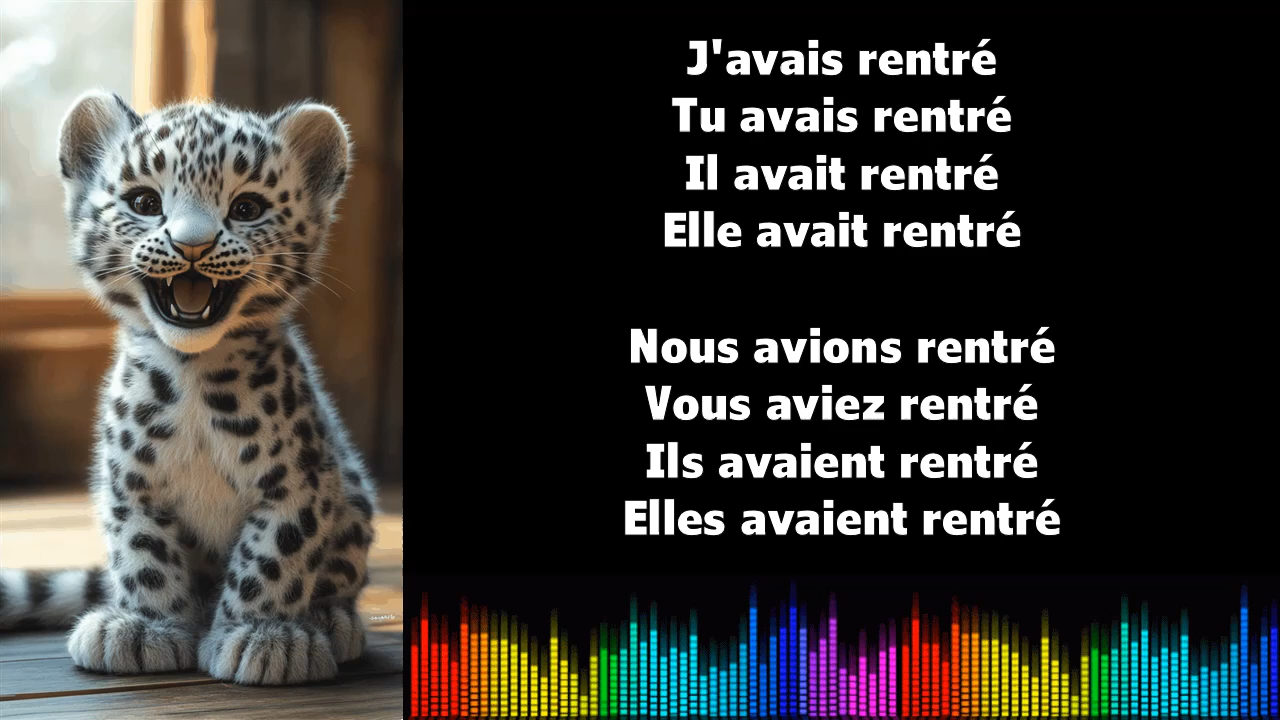 J'avais rentré
Tu avais rentré
Il avait rentré
Elle avait rentré
Nous avions rentré
Vous aviez rentré
Ils avaient rentré
Elles avaient rentré